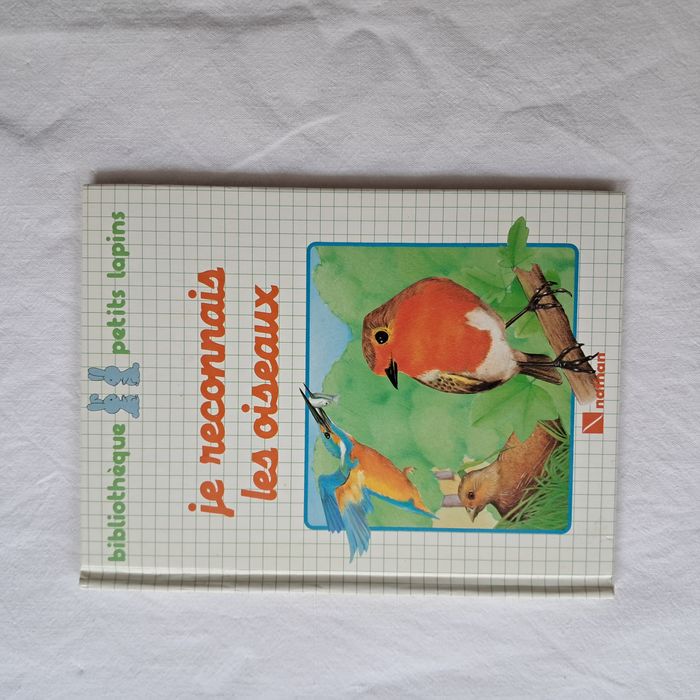 bibliothèque petits lapins
je reconnais
les oiseaux
nathan